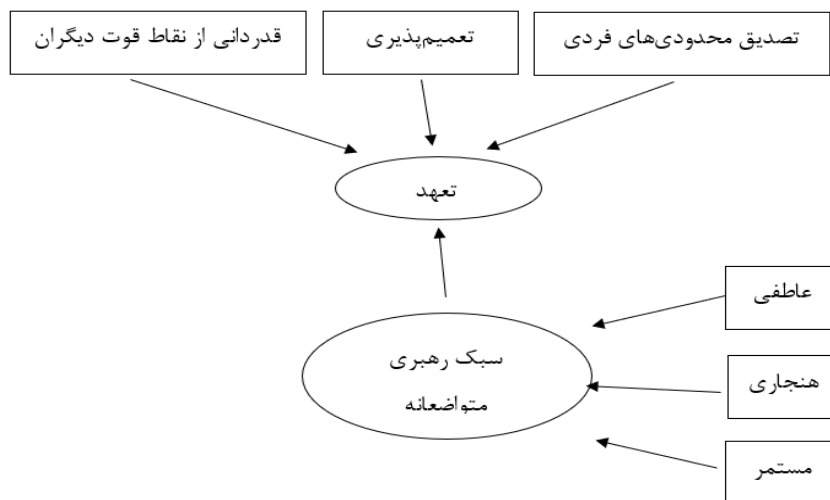 تصدیق محدودی‌های فردی
تعمیم‌پذیری
قدردانی از نقاط قوت دیگران
تعهد
عاطفی
سبک رهبری
متواضعانه
هنجاری
مستمر